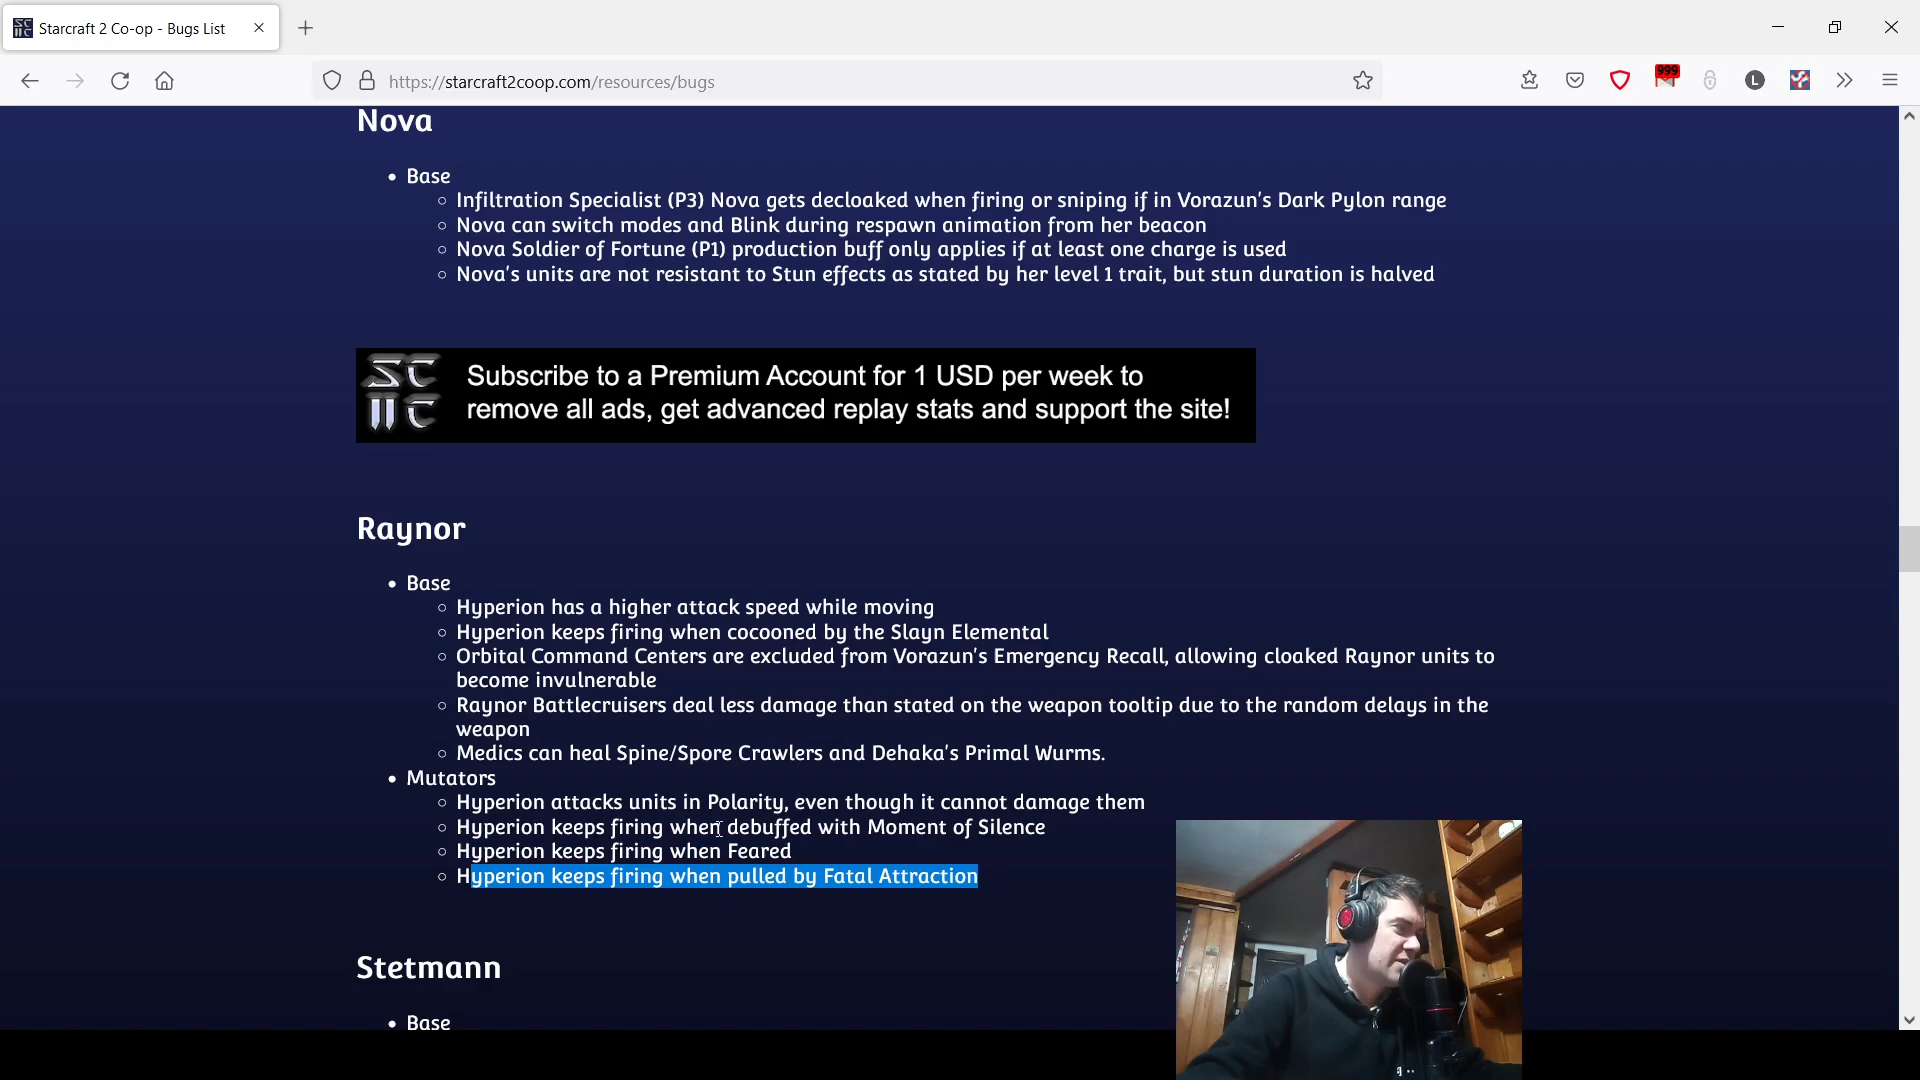 Starcraft 2 Co-op - Bugs List
https://starcraft2coop.com/resources/bugs
999
L
Nova
Base
Infiltration Specialist (P3) Nova gets decloaked when firing or sniping if in Vorazun's Dark Pylon range
Nova can switch modes and Blink during respawn animation from her beacon
Nova Soldier of Fortune (P1) production buff only applies if at least one charge is used
Nova's units are not resistant to Stun effects as stated by her level 1 trait, but stun duration is halved
SC
IIC
Subscribe to a Premium Account for 1 USD per week to
remove all ads, get advanced replay stats and support the site!
Raynor
Base
Hyperion has a higher attack speed while moving
Hyperion keeps firing when cocooned by the Slayn Elemental
Orbital Command Centers are excluded from Vorazun's Emergency Recall, allowing cloaked Raynor units to
become invulnerable
Raynor Battlecruisers deal less damage than stated on the weapon tooltip due to the random delays in the
weapon
Medics can heal Spine/Spore Crawlers and Dehaka's Primal Wurms.
Mutators
Hyperion attacks units in Polarity, even though it cannot damage them
Hyperion keeps firing when debuffed with Moment of Silence
Hyperion keeps firing when Feared
Hyperion keeps firing when pulled by Fatal Attraction
Stetmann
Base